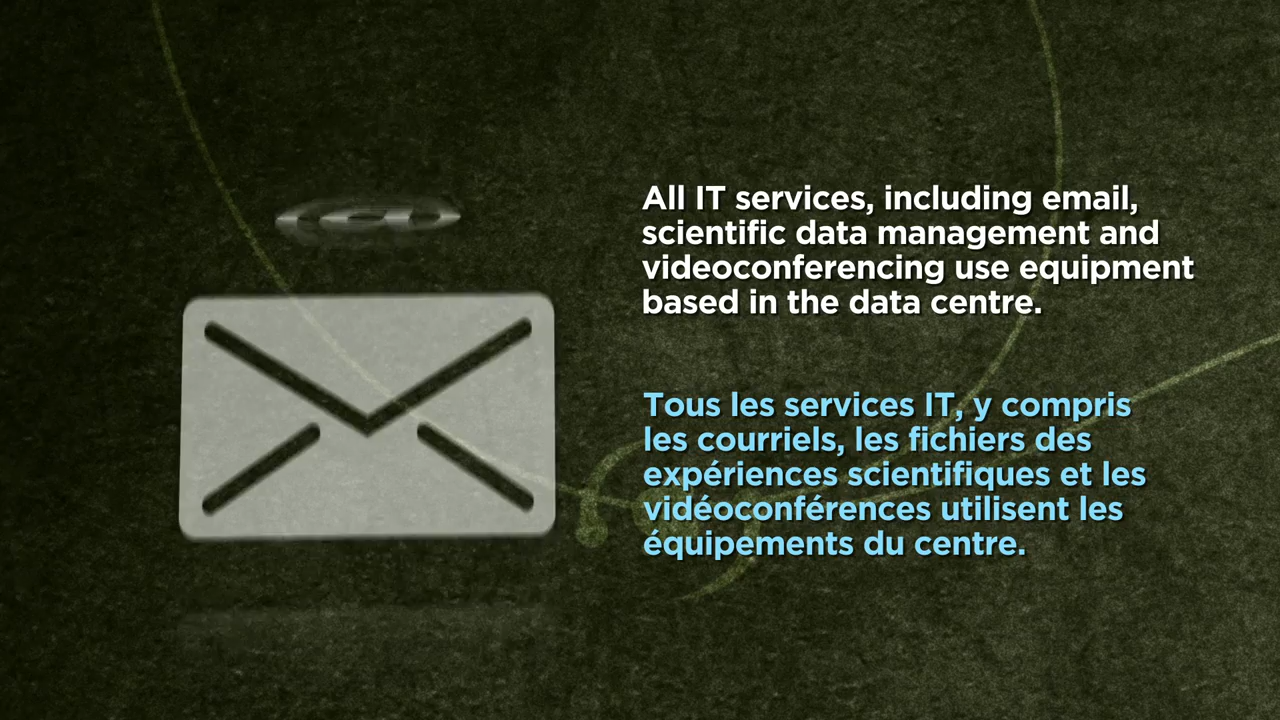 All IT services, including email,
scientific data management and
videoconferencing use equipment
based in the data centre.
Tous les services IT, y compris
les courriels, les fichiers des
expériences scientifiques et les
vidéoconférences utilisent les
équipements du centre.